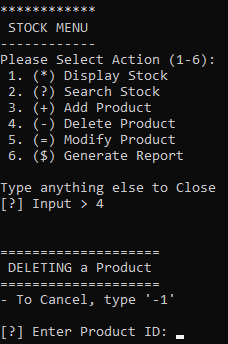 ************
STOCK MENU
------------
Please Select Action (1-6):
1. (*) Display Stock
2. (?) Search Stock
3. (+) Add Product
4. (-) Delete Product
5. (=) Modify Product
6. ($) Generate Report
Type anything else to Close
[?] Input > 4
====================
DELETING a Product
====================
- To Cancel, type '-1'
[?] Enter Product ID: _